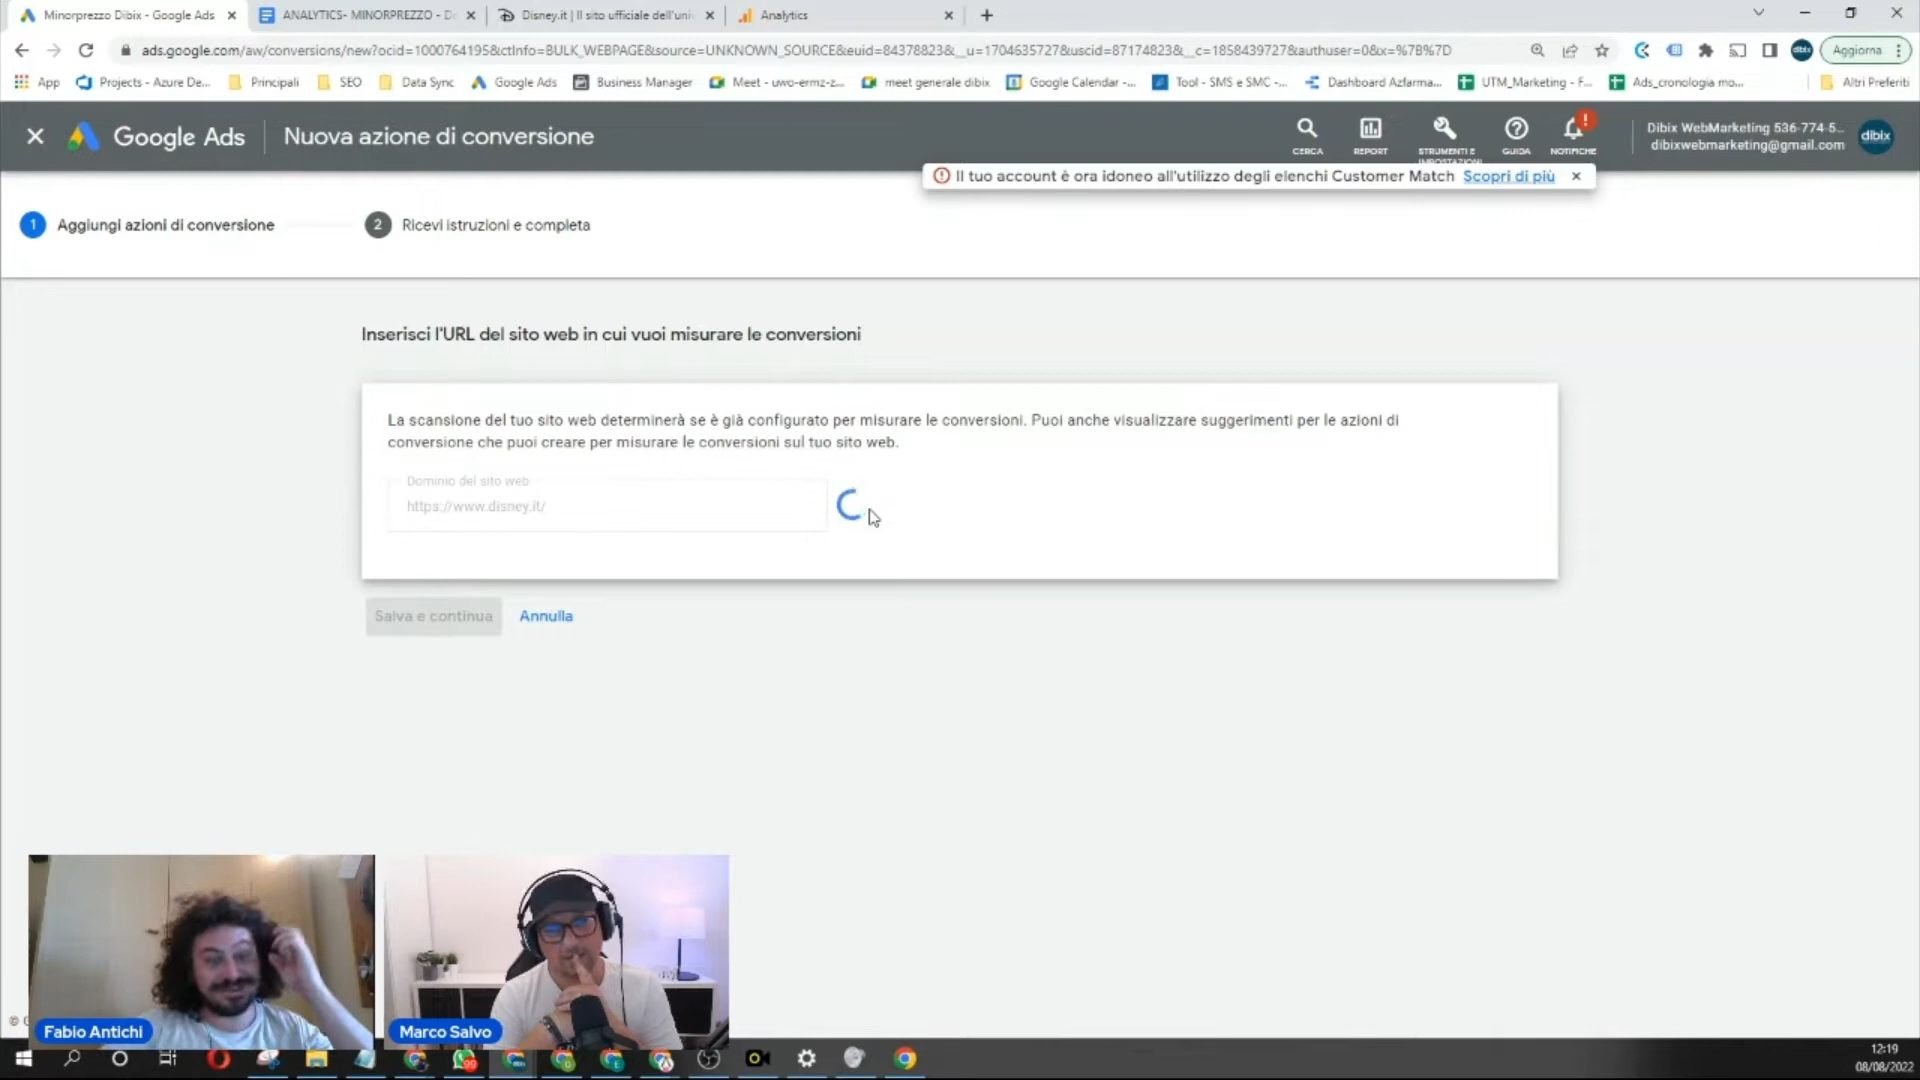 Minorprezzo Dibix - Google Ads
ANALYTICS- MINORPREZZO - D
Disney.it | Il sito ufficiale dell'uni
Analytics
ads.google.com/aw/conversions/new?ocid=1000764195&ctInfo=BULK_WEBPAGE&source=UNKNOWN_SOURCE&euid=84378823&__u=1704635727&uscid=87174823&__c=1858439727&authuser=0&ix=%7B%7D
Aggiorna
App
Projects - Azure De...
Principali
SEO
Data Sync
Google Ads
Business Manager
Meet - uwo-ermz-z...
meet generale dibix
Google Calendar -...
Tool - SMS e SMC -...
Dashboard Azfarma...
UTM_Marketing - F...
Ads_cronologia mo...
Altri Preferiti
Google Ads
Nuova azione di conversione
CERCA
REPORT
STRUMENTI E
IMPOSTAZIONI
GUIDA
NOTIFICHE
Dibix WebMarketing 536-774-5...
dibixwebmarketing@gmail.com
dibix
Il tuo account è ora idoneo all'utilizzo degli elenchi Customer Match Scopri di più
1 Aggiungi azioni di conversione
2 Ricevi istruzioni e completa
Inserisci l'URL del sito web in cui vuoi misurare le conversioni
La scansione del tuo sito web determinerà se è già configurato per misurare le conversioni. Puoi anche visualizzare suggerimenti per le azioni di
conversione che puoi creare per misurare le conversioni sul tuo sito web.
Dominio del sito web
https://www.disney.it/
Salva e continua
Annulla
Fabio Antichi
Marco Salvo
12:19
08/08/2022